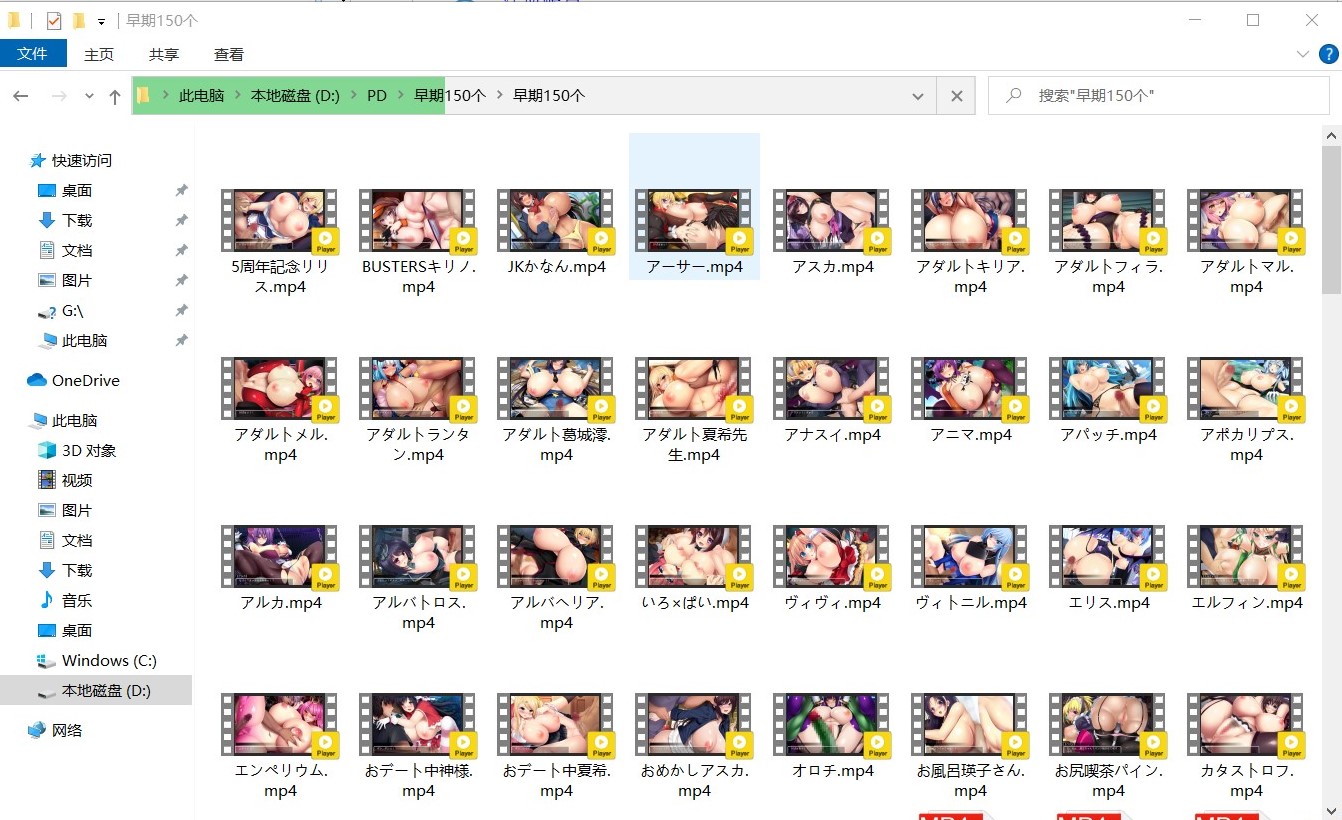 早期150个
文件 主页 共享 查看
此电脑 本地磁盘 (D:) PD 早期150个 早期150个
搜索"早期150个"
快速访问
桌面
下载
文档
图片
G:\
此电脑
OneDrive
此电脑
3D 对象
视频
图片
文档
下载
音乐
桌面
Windows (C:)
本地磁盘 (D:)
网络
5周年記念リリ
ス.mp4
BUSTERSキリノ.
mp4
JKかなん.mp4
アーサー.mp4
アスカ.mp4
アダルトキリア.
mp4
アダルトフィラ.
mp4
アダルトマル.
mp4
アダルトメル.
mp4
アダルトランタ
ン.mp4
アダルト葛城澪.
mp4
アダルト夏希先
生.mp4
アナスイ.mp4
アニマ.mp4
アパッチ.mp4
アポカリプス.
mp4
アルカ.mp4
アルバトロス.
mp4
アルバヘリア.
mp4
いろ×ぱい.mp4
ヴィヴィ.mp4
ヴィトニル.mp4
エリス.mp4
エルフィン.mp4
エンペリウム.
mp4
おデート中神様.
mp4
おデート中夏希.
mp4
おめかしアスカ.
mp4
オロチ.mp4
お風呂瑛子さん.
mp4
お尻喫茶パイン.
mp4
カタストロフ.
mp4